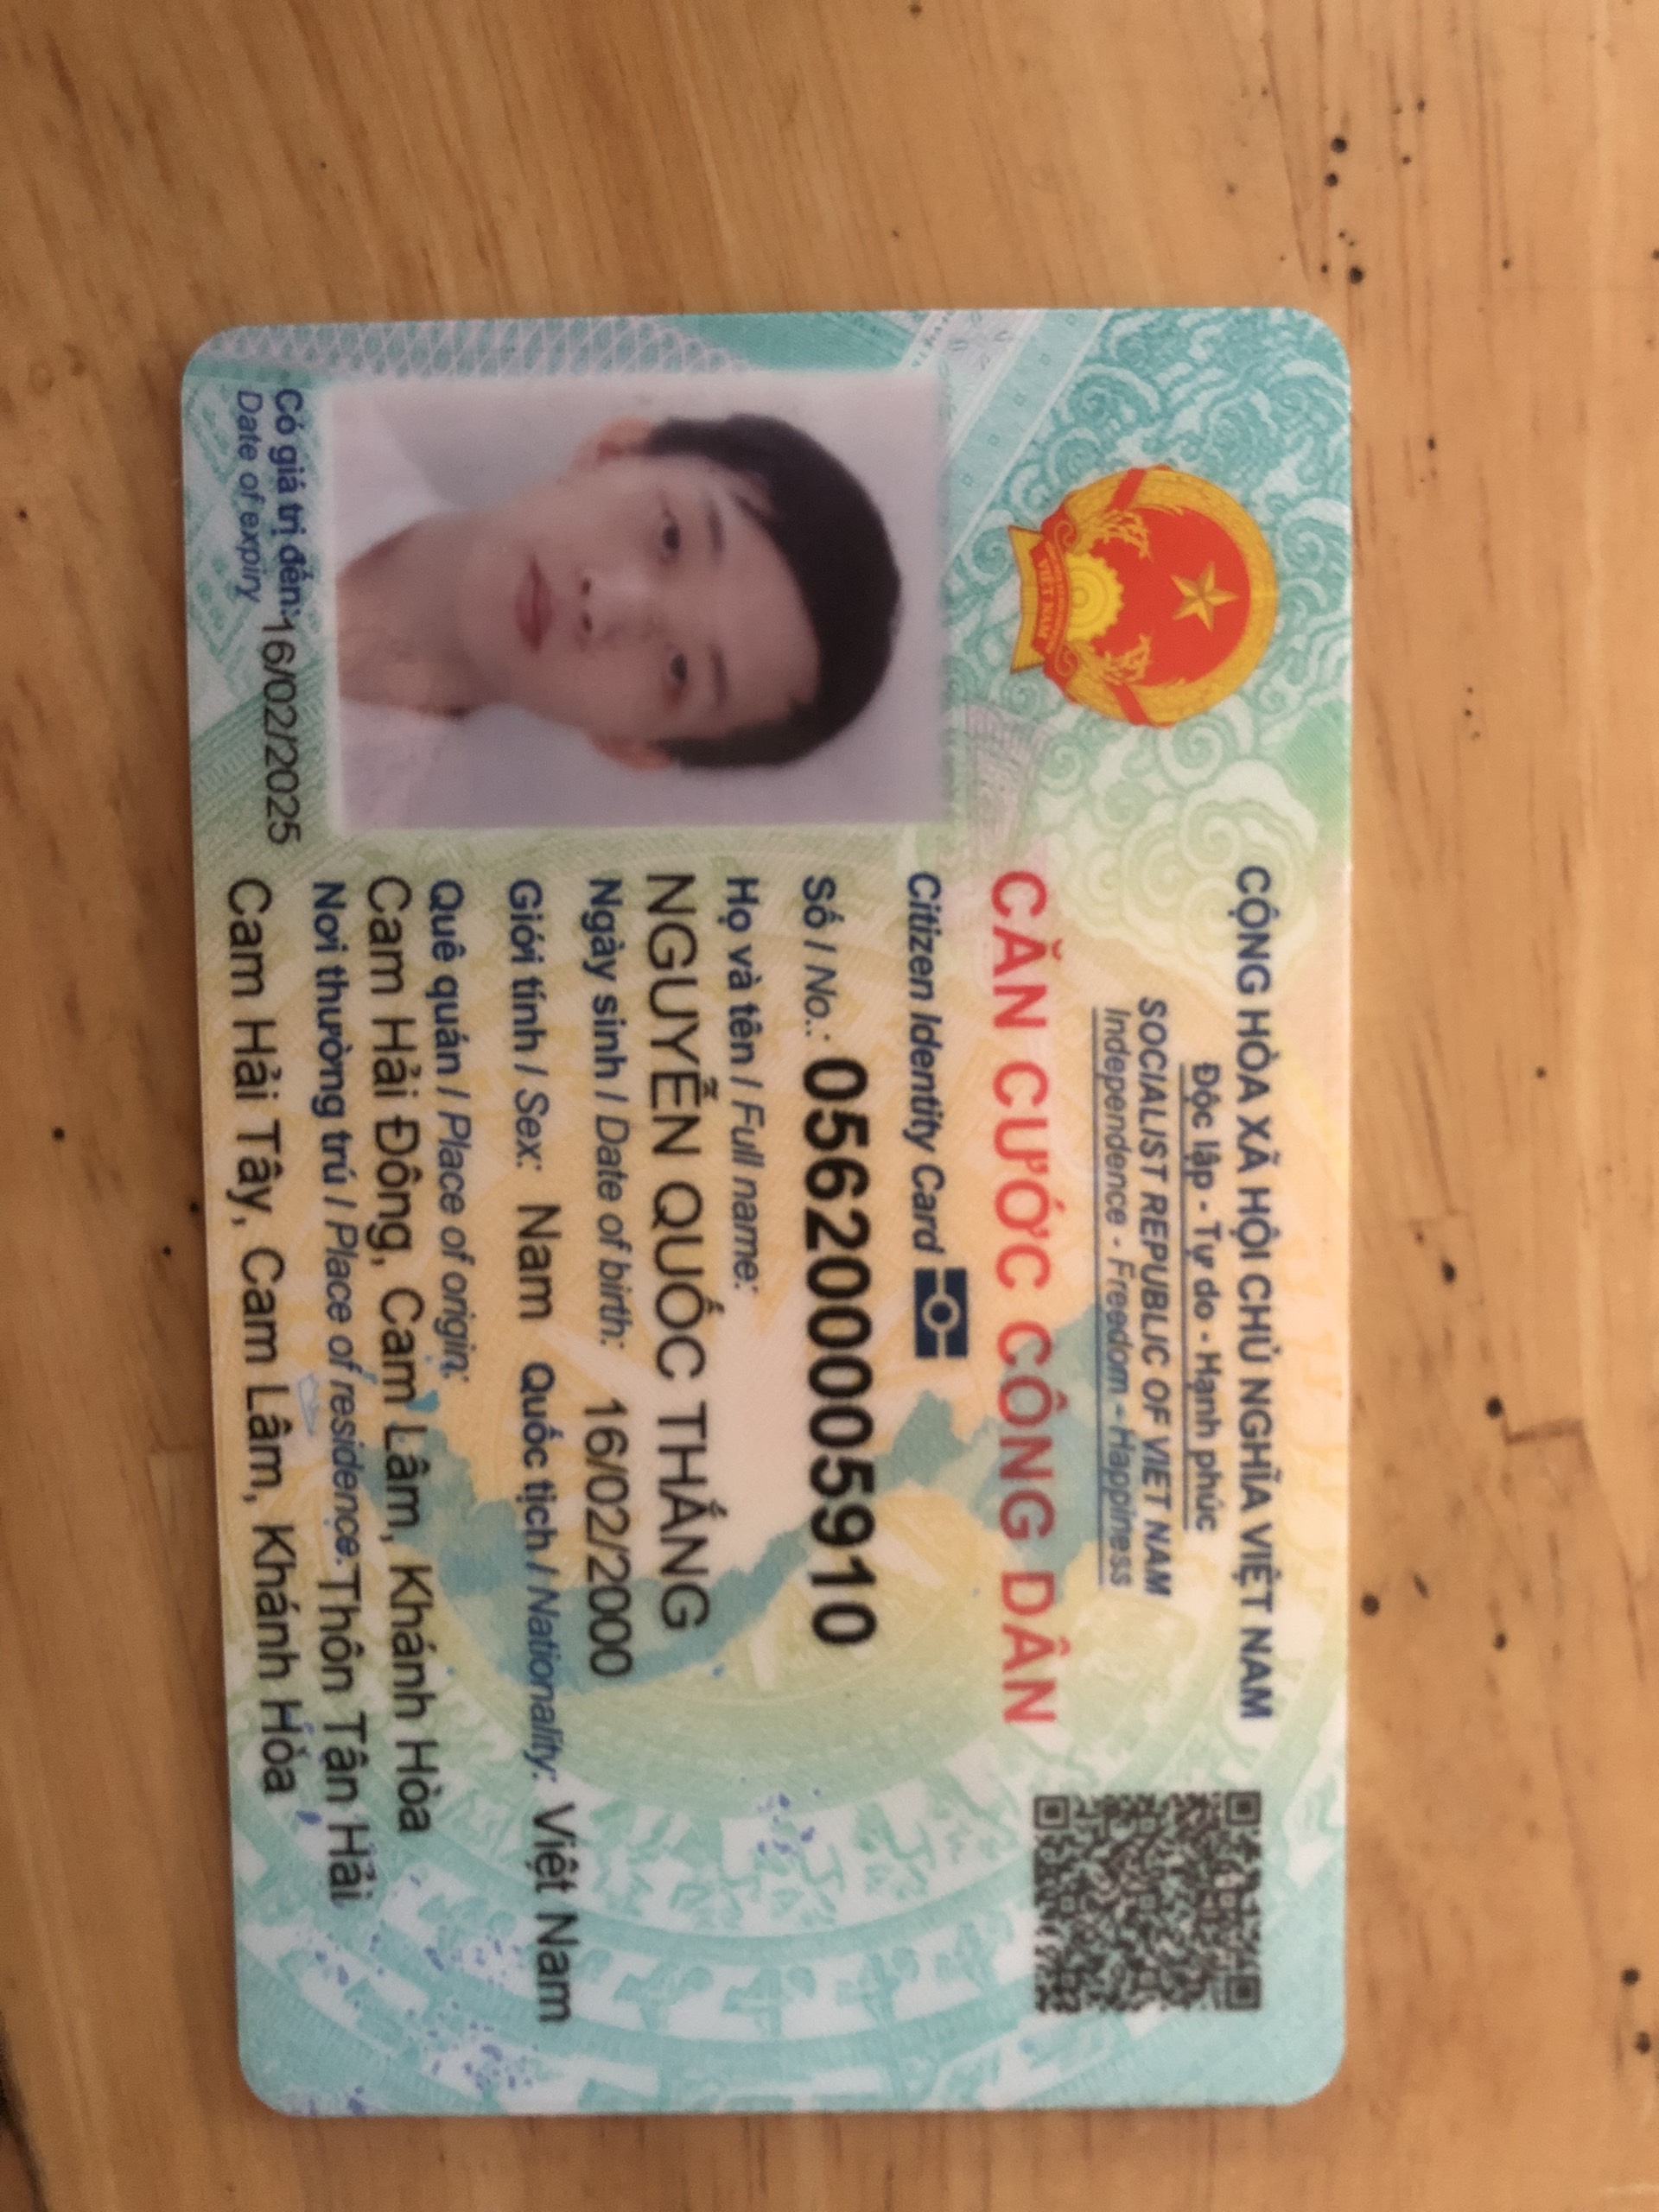 CỘNG HÒA XÃ HỘI CHỦ NGHĨA VIỆT NAM
Độc lập - Tự do - Hạnh phúc
SOCIALIST REPUBLIC OF VIET NAM
Independence - Freedom - Happiness
CĂN CƯỚC CÔNG DÂN
Citizen Identity Card
Số / No.: 056200005910
Họ và tên / Full name:
NGUYỄN QUỐC THẮNG
Ngày sinh / Date of birth: 16/02/2000
Giới tính / Sex: Nam Quốc tịch / Nationality: Việt Nam
Quê quán / Place of origin:
Cam Hải Đông, Cam Lâm, Khánh Hòa
Nơi thường trú / Place of residence: Thôn Tân Hải
Cam Hải Tây, Cam Lâm, Khánh Hòa
Có giá trị đến: 16/02/2025
Date of expiry
VIỆT NAM